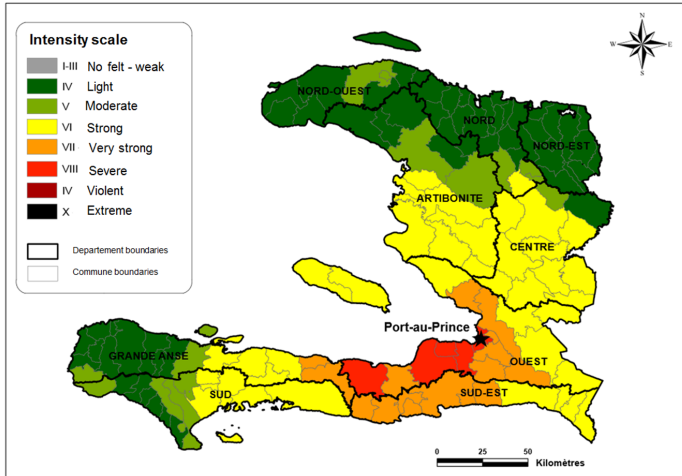 Intensity scale
I-III No felt - weak
IV Light
V Moderate
VI Strong
VII Very strong
VIII Severe
IV Violent
X Extreme
Departement boundaries
Commune boundaries
N
W E
S
NORD-OUEST
NORD
NORD-EST
ARTIBONITE
CENTRE
Port-au-Prince
OUEST
GRANDE ANSE
SUD
SUD-EST
0 25 50
Kilomètres